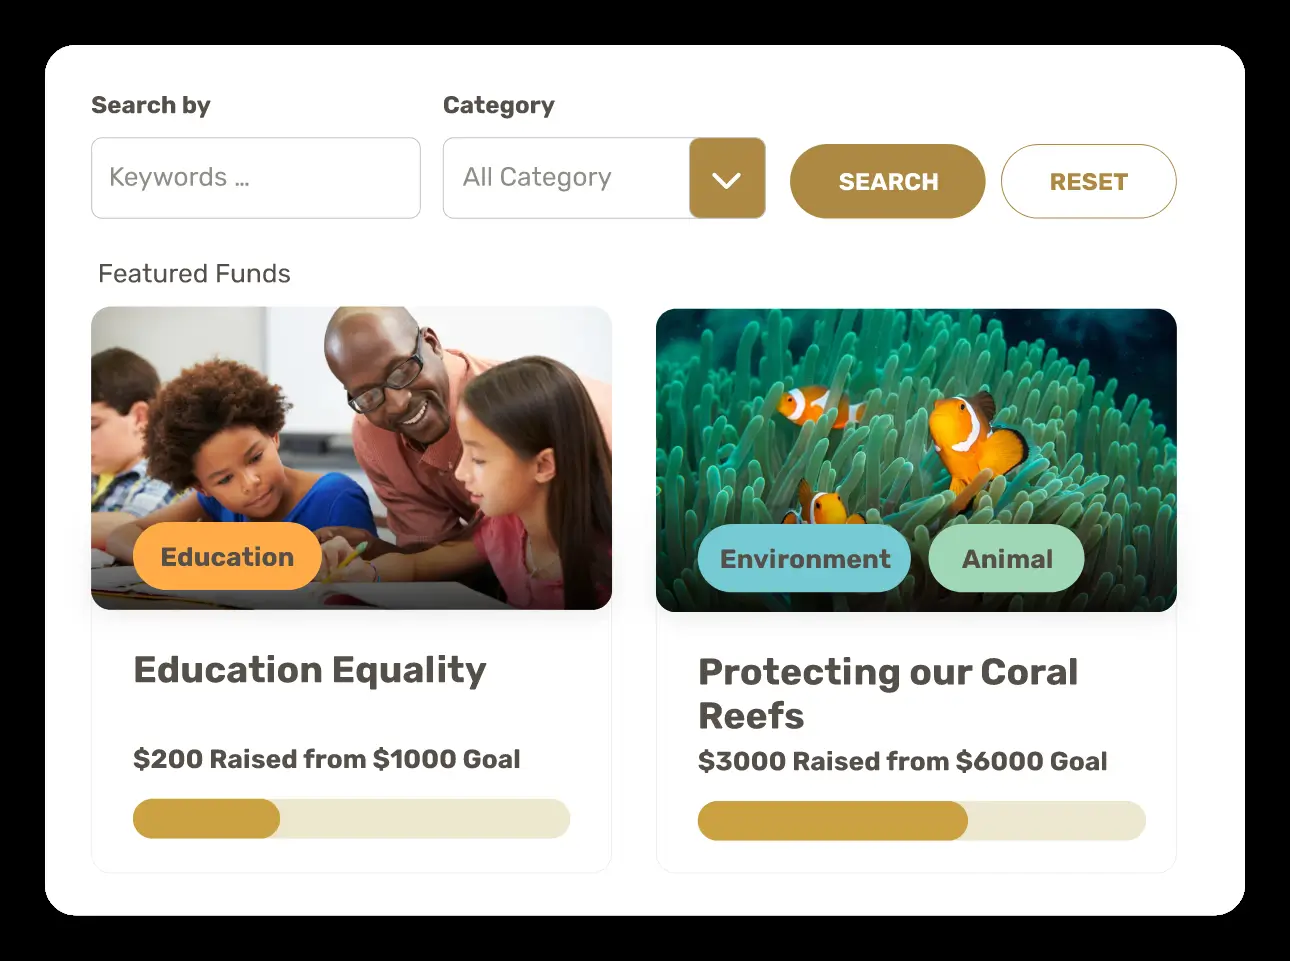 Search by
Category
Keywords ...
All Category
SEARCH
RESET
Featured Funds
Education
Environment
Animal
Education Equality
$200 Raised from $1000 Goal
Protecting our Coral
Reefs
$3000 Raised from $6000 Goal